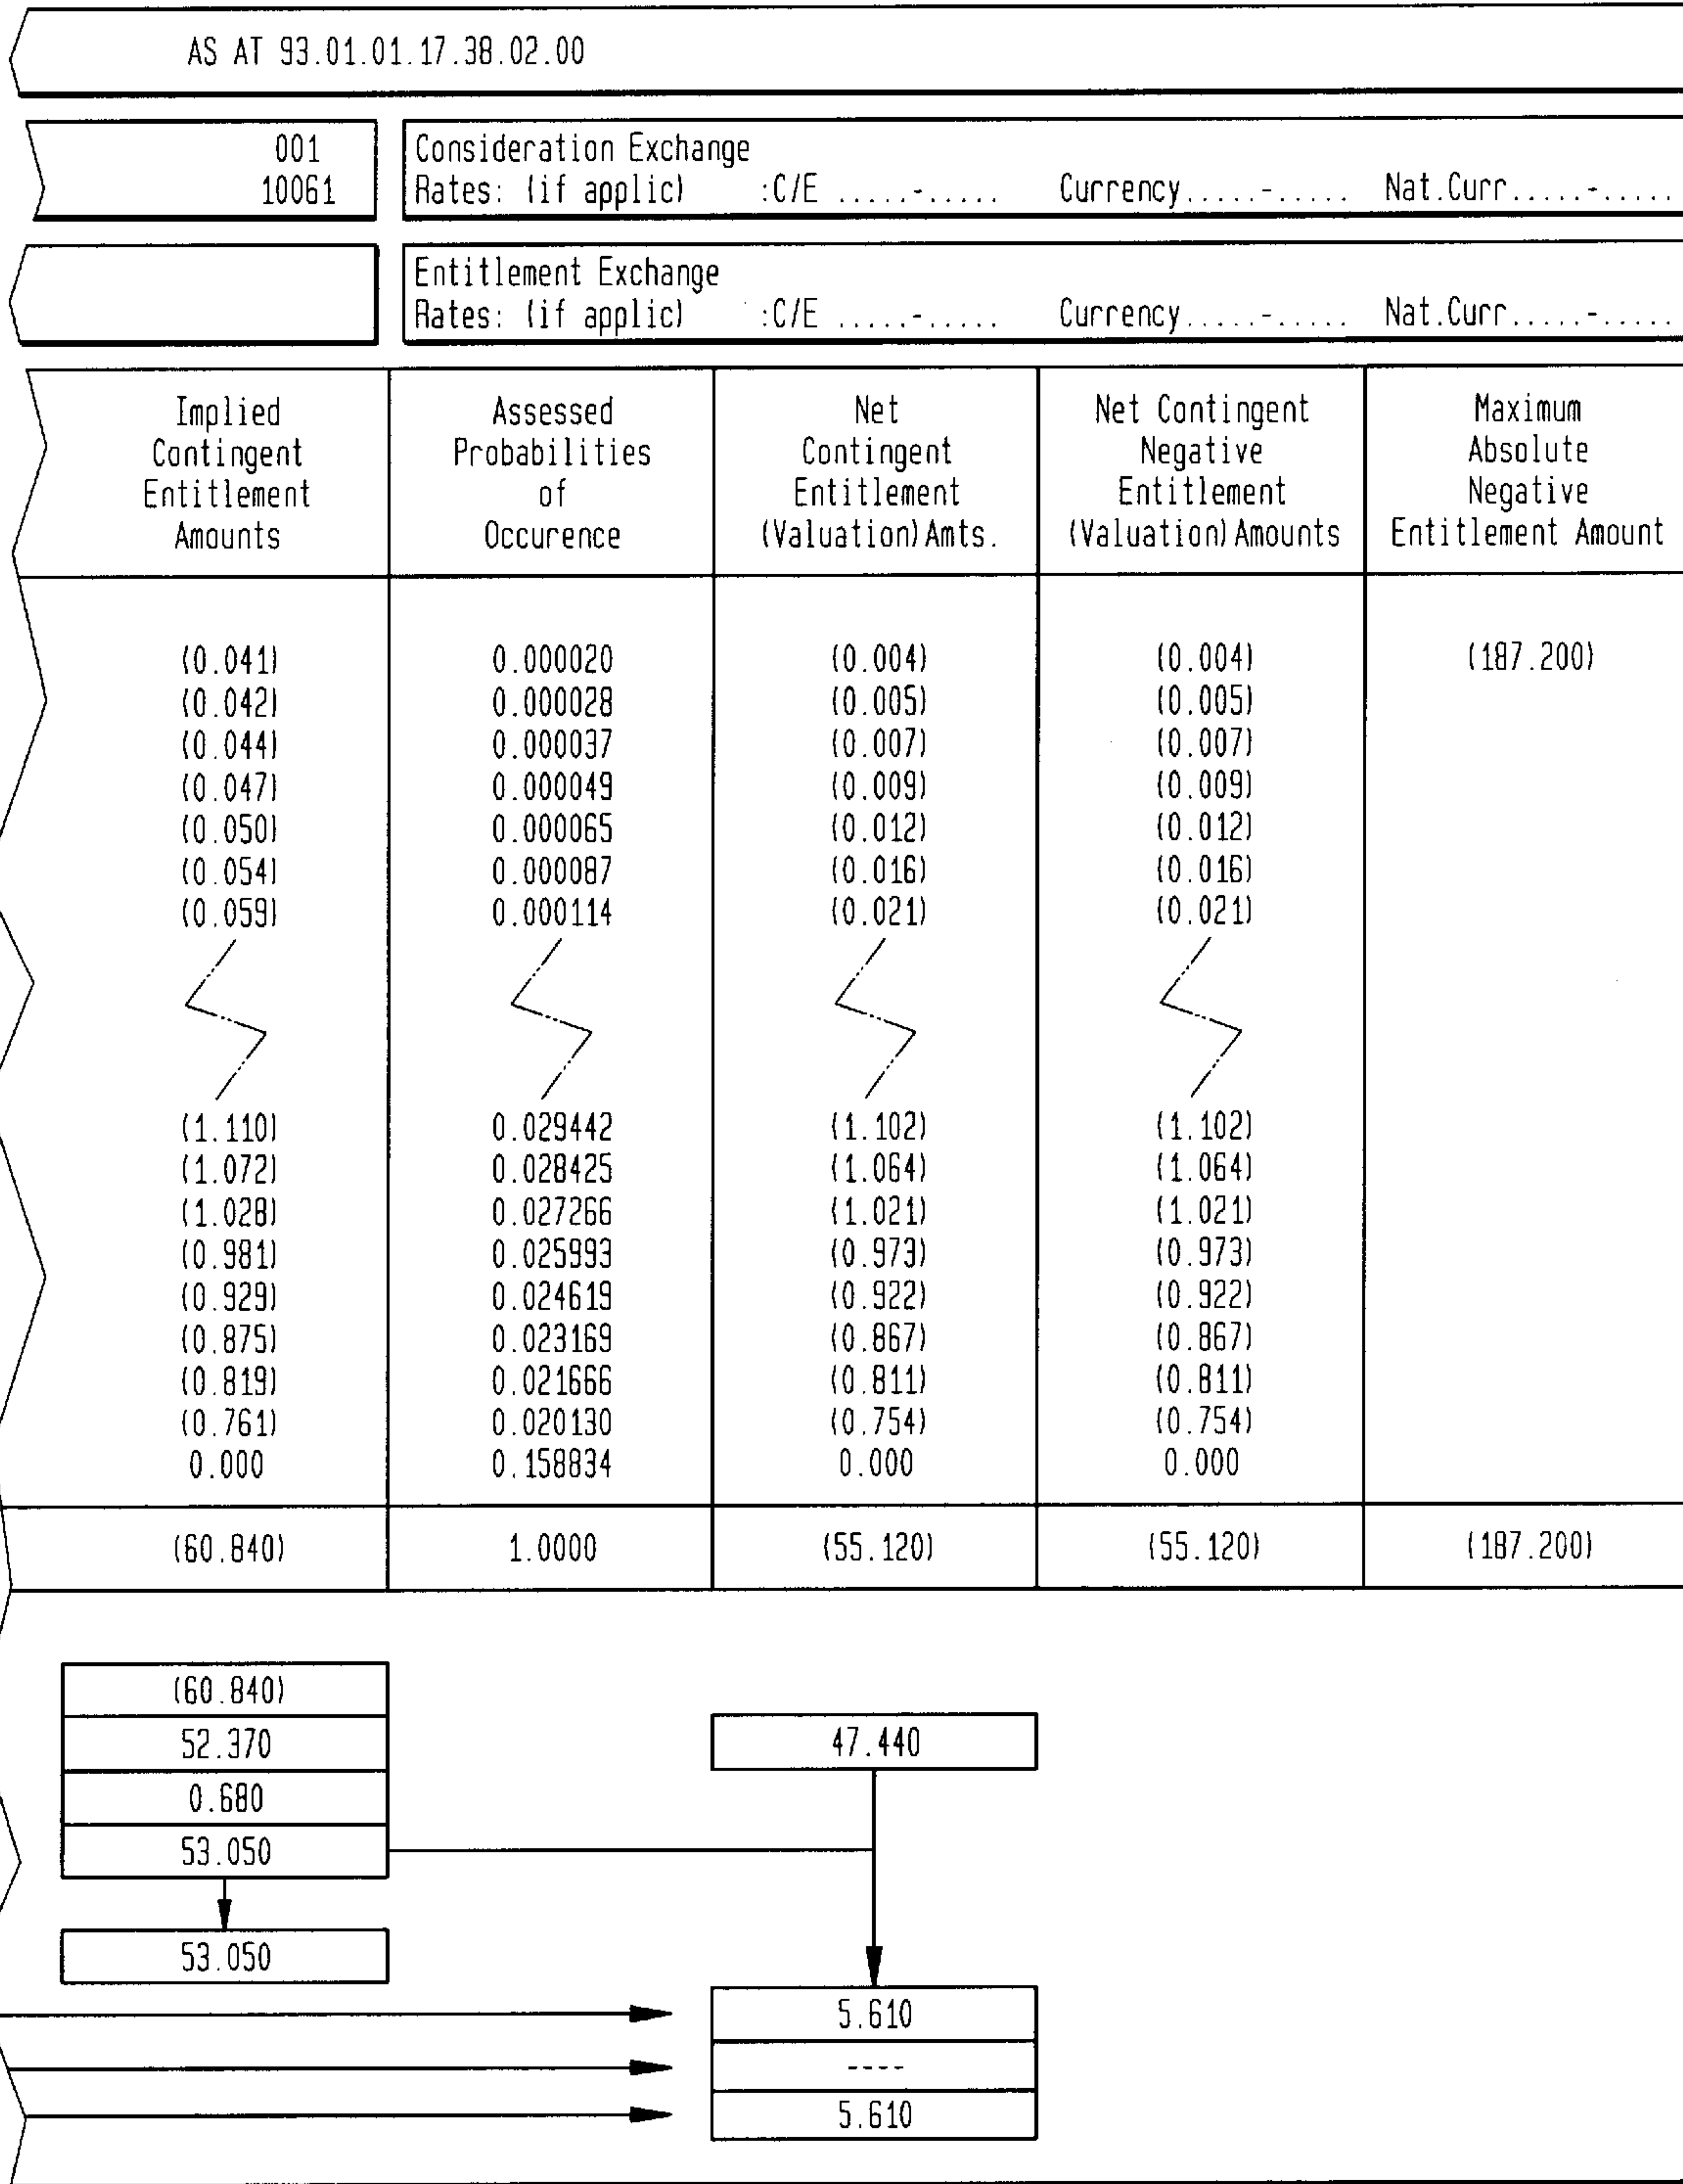 AS AT 93.01.01.17.38.02.00
001
10061
Consideration Exchange
Rates: (if applic) :C/E .....-..... Currency.....-..... Nat.Curr.....-.....
Entitlement Exchange
Rates: (if applic) :C/E .....-..... Currency.....-..... Nat.Curr.....-.....
Implied
Contingent
Entitlement
Amounts
Assessed
Probabilities
of
Occurence
Net
Contingent
Entitlement
(Valuation)Amts.
Net Contingent
Negative
Entitlement
(Valuation)Amounts
Maximum
Absolute
Negative
Entitlement Amount
(0.041) 0.000020 (0.004) (0.004) (187.200)
(0.042) 0.000028 (0.005) (0.005)
(0.044) 0.000037 (0.007) (0.007)
(0.047) 0.000049 (0.009) (0.009)
(0.050) 0.000065 (0.012) (0.012)
(0.054) 0.000087 (0.016) (0.016)
(0.059) 0.000114 (0.021) (0.021)
(1.110) 0.029442 (1.102) (1.102)
(1.072) 0.028425 (1.064) (1.064)
(1.028) 0.027266 (1.021) (1.021)
(0.981) 0.025993 (0.973) (0.973)
(0.929) 0.024619 (0.922) (0.922)
(0.875) 0.023169 (0.867) (0.867)
(0.819) 0.021666 (0.811) (0.811)
(0.761) 0.020130 (0.754) (0.754)
0.000 0.158834 0.000 0.000
(60.840) 1.0000 (55.120) (55.120) (187.200)
(60.840)
52.370 47.440
0.680
53.050
53.050
5.610
----
5.610